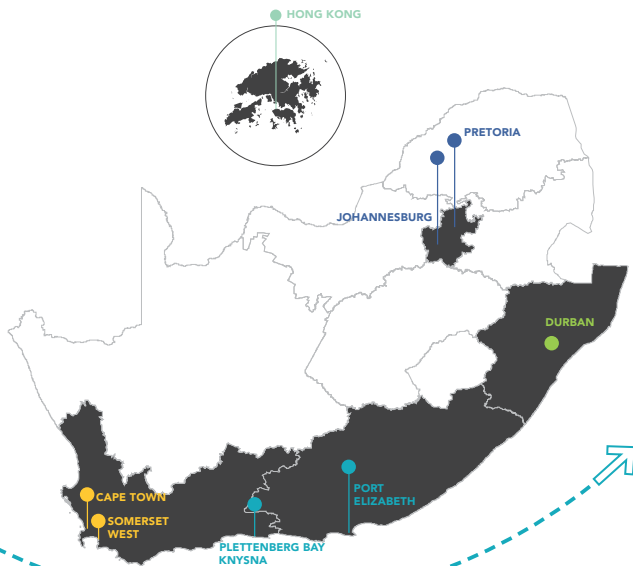 HONG KONG
PRETORIA
JOHANNESBURG
DURBAN
CAPE TOWN
SOMERSET
WEST
PORT
ELIZABETH
PLETTENBERG BAY
KNYSNA